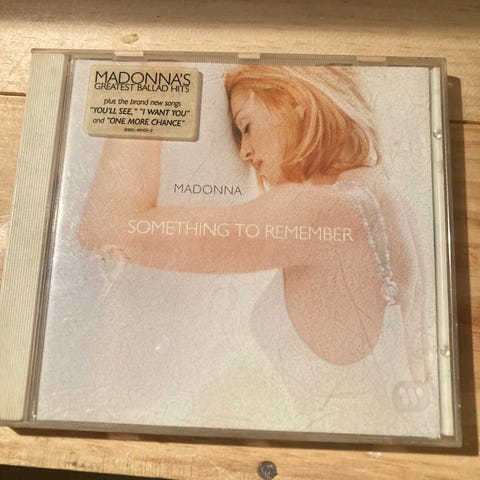 MADONNA'S
GREATEST BALLAD HITS
plus the brand new songs
"YOU'LL SEE," "I WANT YOU"
and "ONE MORE CHANCE"
MADONNA
SOMETHING TO REMEMBER